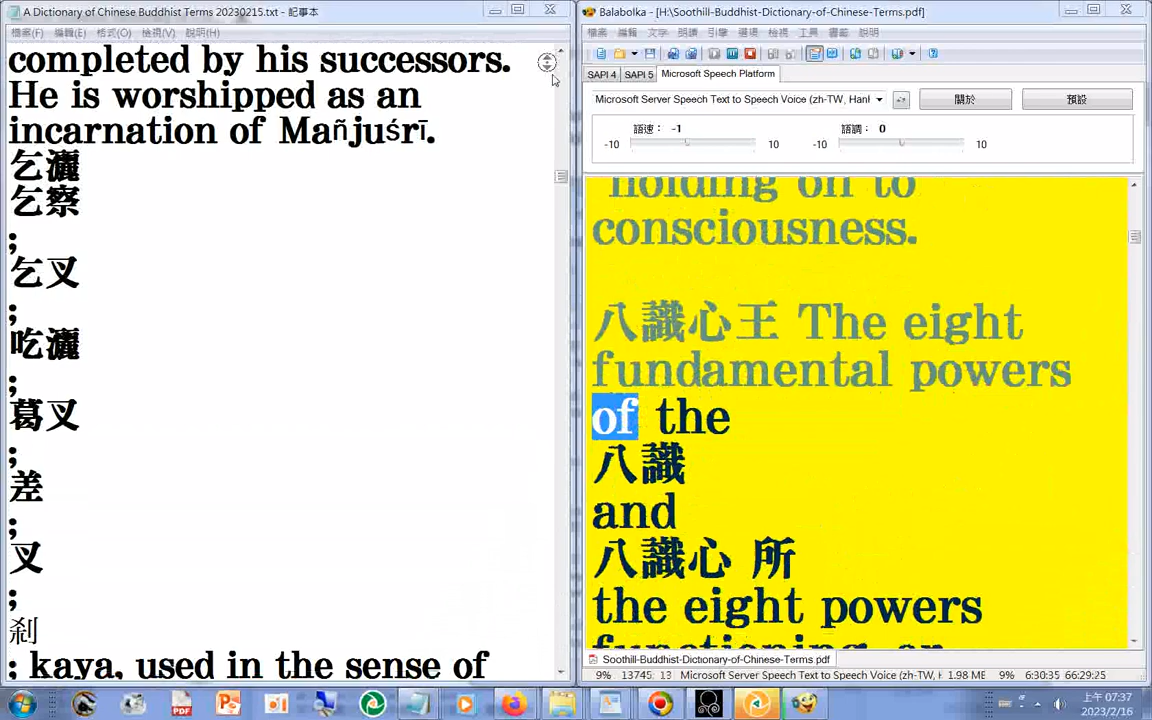 A Dictionary of Chinese Buddhist Terms 20230215.txt - 記事本
檔案(F) 編輯(E) 格式(O) 檢視(V) 說明(H)
completed by his successors.
He is worshipped as an
incarnation of Mañjuśrī.
乞灑
乞察
;
乞叉
;
吃灑
;
葛叉
;
差
;
叉
;
剎
; kaya, used in the sense of
Balabolka - [H:\Soothill-Buddhist-Dictionary-of-Chinese-Terms.pdf]
檔案 編輯 文字 朗讀 引擎 選項 檢視 工具 書籤 說明
SAPI 4 SAPI 5 Microsoft Speech Platform
Microsoft Server Speech Text to Speech Voice (zh-TW, Hanl
關於
預設
語速: -1
語調: 0
-10 10 -10 10
holding on to
consciousness.
八識心王 The eight
fundamental powers
of the
八識
and
八識心 所
the eight powers
functioning or
Soothill-Buddhist-Dictionary-of-Chinese-Terms.pdf
9% 13745: 13 Microsoft Server Speech Text to Speech Voice (zh-TW, H 1.98 ME 9% 6:30:35 66:29:25
PDF
上午 07:37
2023/2/16